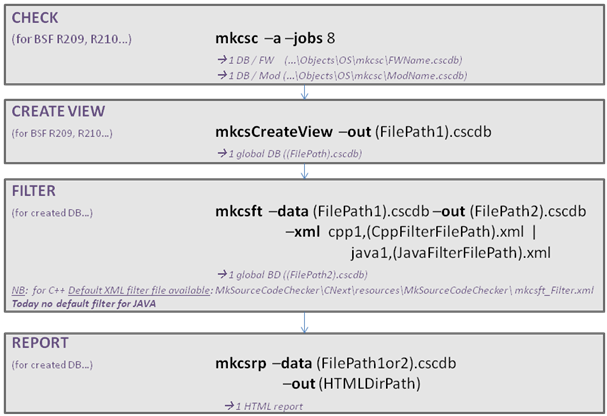 CHECK
(for BSF R209, R210...)
mkcsc –a –jobs 8
→1 DB / FW (...\Objects\OS\mkcsc\FWName.cscdb)
→1 DB / Mod (...\Objects\OS\mkcsc\ModName.cscdb)
CREATE VIEW
(for BSF R209, R210...)
mkcsCreateView –out (FilePath1).cscdb
→1 global DB ((FilePath).cscdb)
FILTER
(for created DB...)
mkcsft –data (FilePath1).cscdb –out (FilePath2).cscdb
–xml cpp1,(CppFilterFilePath).xml |
java1,(JavaFilterFilePath).xml
→1 global BD ((FilePath2).cscdb)
NB: for C++ Default XML filter file available: MkSourceCodeChecker\CNext\resources\MkSourceCodeChecker\ mkcsft_Filter.xml
Today no default filter for JAVA
REPORT
(for created DB...)
mkcsrp –data (FilePath1or2).cscdb
–out (HTMLDirPath)
→1 HTML report